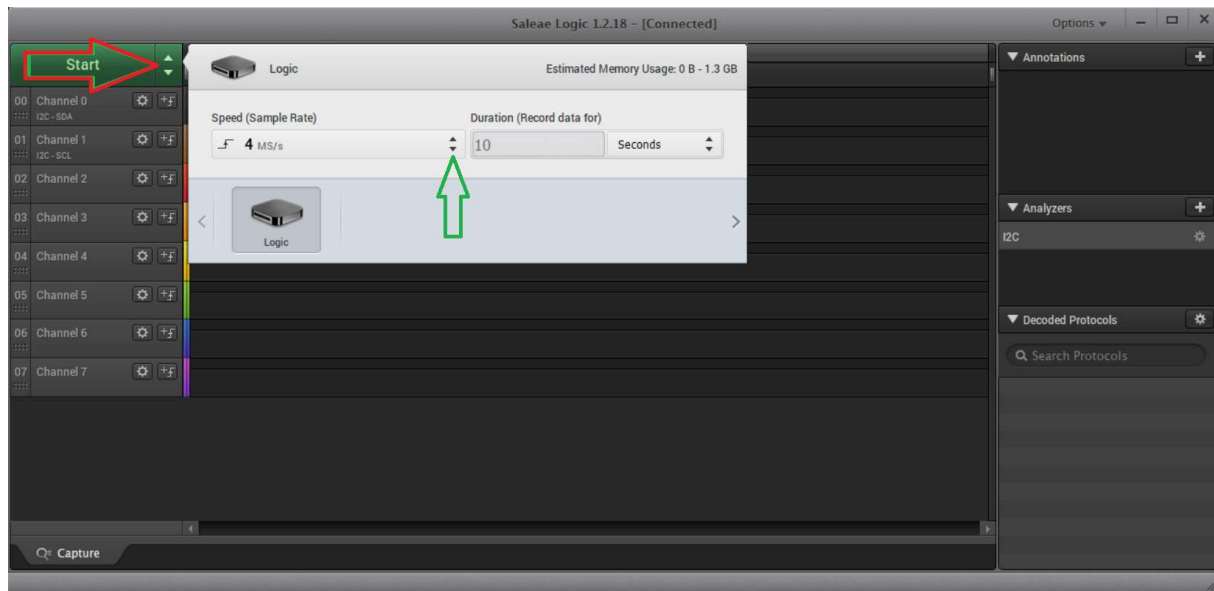 Saleae Logic 1.2.18 - [Connected]
Options
Start
Logic
Estimated Memory Usage: 0 B - 1.3 GB
Speed (Sample Rate)
Duration (Record data for)
4 MS/s
10
Seconds
Logic
00 Channel 0
I2C - SDA
01 Channel 1
I2C - SCL
02 Channel 2
03 Channel 3
04 Channel 4
05 Channel 5
06 Channel 6
07 Channel 7
Annotations
Analyzers
I2C
Decoded Protocols
Search Protocols
Capture